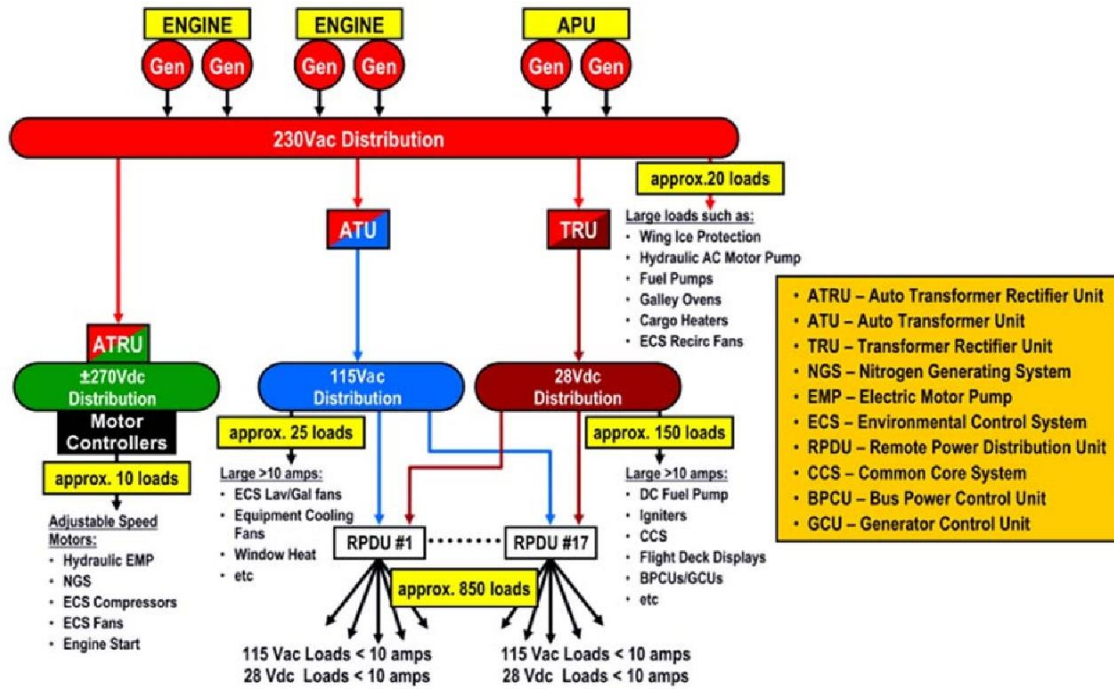 ENGINE
ENGINE
APU
Gen
Gen
Gen
Gen
Gen
Gen
230Vac Distribution
approx.20 loads
Large loads such as:
• Wing Ice Protection
• Hydraulic AC Motor Pump
• Fuel Pumps
• Galley Ovens
• Cargo Heaters
• ECS Recirc Fans
ATU
TRU
ATRU
±270Vdc
Distribution
Motor
Controllers
approx. 10 loads
Adjustable Speed
Motors:
• Hydraulic EMP
• NGS
• ECS Compressors
• ECS Fans
• Engine Start
115Vac
Distribution
approx. 25 loads
Large >10 amps:
• ECS Lav/Gal fans
• Equipment Cooling
Fans
• Window Heat
• etc
28Vdc
Distribution
approx. 150 loads
Large >10 amps:
• DC Fuel Pump
• Igniters
• CCS
• Flight Deck Displays
• BPCUs/GCUs
• etc
RPDU #1
RPDU #17
approx. 850 loads
115 Vac Loads < 10 amps
28 Vdc Loads < 10 amps
115 Vac Loads < 10 amps
28 Vdc Loads < 10 amps
• ATRU – Auto Transformer Rectifier Unit
• ATU – Auto Transformer Unit
• TRU – Transformer Rectifier Unit
• NGS – Nitrogen Generating System
• EMP – Electric Motor Pump
• ECS – Environmental Control System
• RPDU – Remote Power Distribution Unit
• CCS – Common Core System
• BPCU – Bus Power Control Unit
• GCU – Generator Control Unit